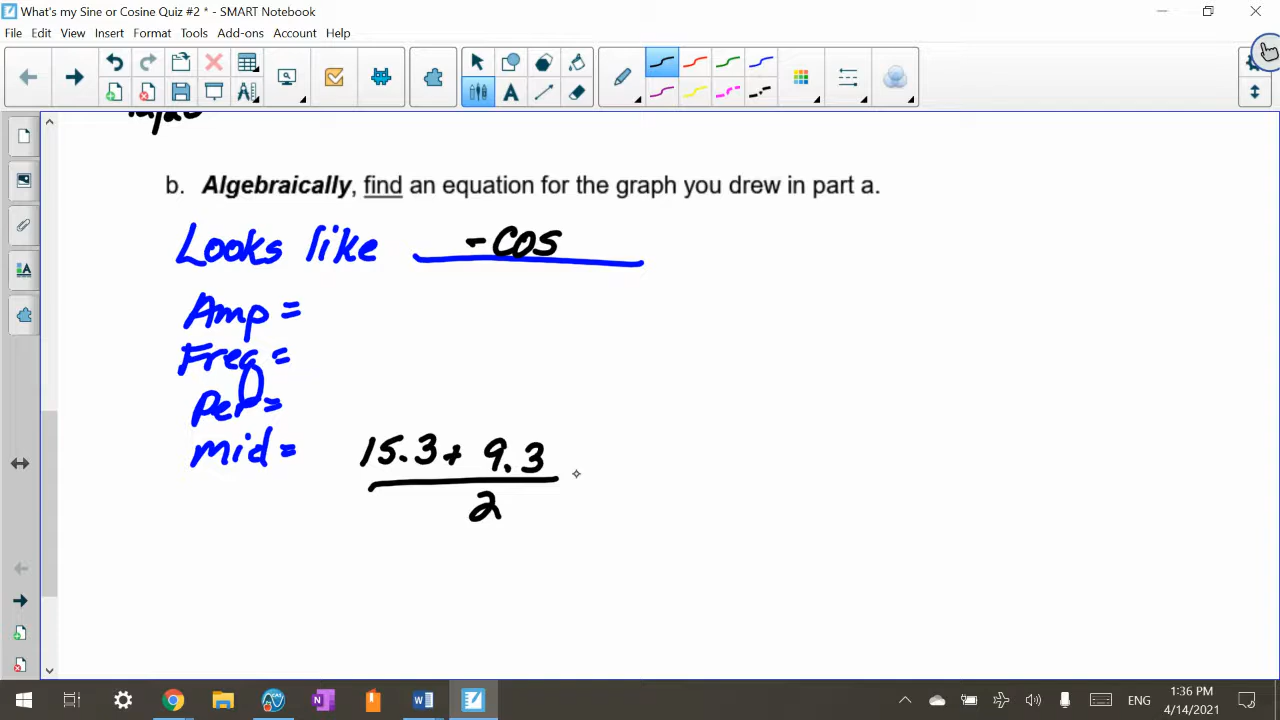 What's my Sine or Cosine Quiz #2 * - SMART Notebook
File Edit View Insert Format Tools Add-ons Account Help
b. Algebraically, find an equation for the graph you drew in part a.
Looks like -cos
Amp =
Freq =
Per =
mid = 15.3 + 9.3
2
ENG
1:36 PM
4/14/2021